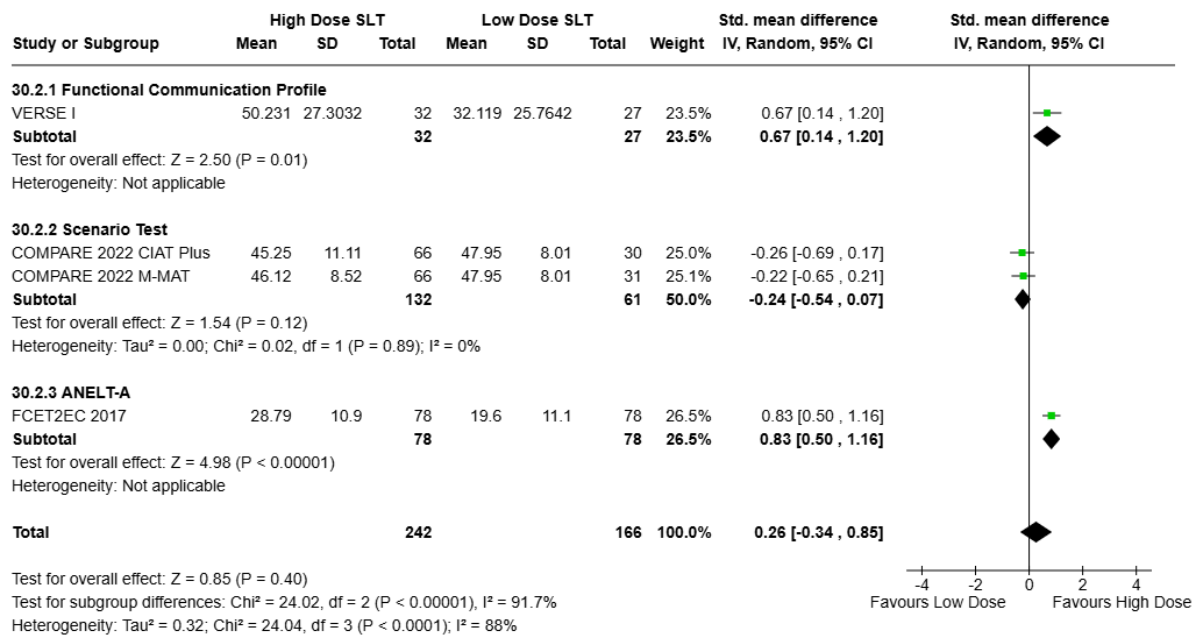 High Dose SLT Low Dose SLT Std. mean difference Std. mean difference
Study or Subgroup Mean SD Total Mean SD Total Weight IV, Random, 95% CI IV, Random, 95% CI
30.2.1 Functional Communication Profile
VERSE I 50.231 27.3032 32 32.119 25.7642 27 23.5% 0.67 [0.14 , 1.20]
Subtotal 32 27 23.5% 0.67 [0.14 , 1.20]
Test for overall effect: Z = 2.50 (P = 0.01)
Heterogeneity: Not applicable
30.2.2 Scenario Test
COMPARE 2022 CIAT Plus 45.25 11.11 66 47.95 8.01 30 25.0% -0.26 [-0.69 , 0.17]
COMPARE 2022 M-MAT 46.12 8.52 66 47.95 8.01 31 25.1% -0.22 [-0.65 , 0.21]
Subtotal 132 61 50.0% -0.24 [-0.54 , 0.07]
Test for overall effect: Z = 1.54 (P = 0.12)
Heterogeneity: Tau² = 0.00; Chi² = 0.02, df = 1 (P = 0.89); I² = 0%
30.2.3 ANELT-A
FCET2EC 2017 28.79 10.9 78 19.6 11.1 78 26.5% 0.83 [0.50 , 1.16]
Subtotal 78 78 26.5% 0.83 [0.50 , 1.16]
Test for overall effect: Z = 4.98 (P < 0.00001)
Heterogeneity: Not applicable
Total 242 166 100.0% 0.26 [-0.34 , 0.85]
Test for overall effect: Z = 0.85 (P = 0.40)
Test for subgroup differences: Chi² = 24.02, df = 2 (P < 0.00001), I² = 91.7%
Heterogeneity: Tau² = 0.32; Chi² = 24.04, df = 3 (P < 0.0001); I² = 88%
-4 -2 0 2 4
Favours Low Dose Favours High Dose